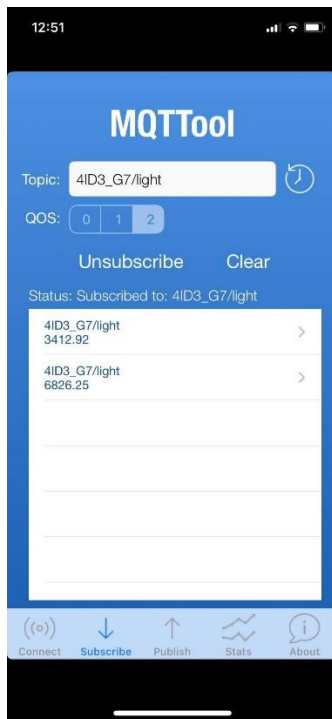 12:51
MQTTool
Topic: 4ID3_G7/light
QOS: 0 1 2
Unsubscribe Clear
Status: Subscribed to: 4ID3_G7/light
4ID3_G7/light
3412.92
4ID3_G7/light
6826.25
Connect Subscribe Publish Stats About